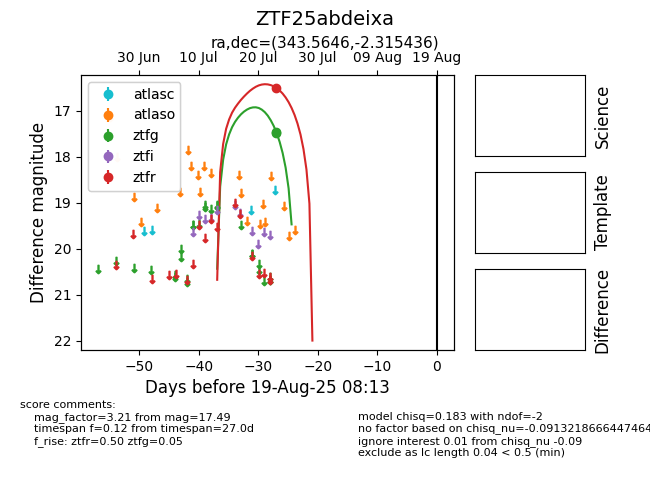 ZTF25abdeixa
ra,dec=(343.5646,-2.315436)
30 Jun 10 Jul 20 Jul 30 Jul 09 Aug 19 Aug
atlasc
atlaso
ztfg
ztfi
ztfr
17
18
19
20
21
22
Difference magnitude
−50 −40 −30 −20 −10 0
Days before 19-Aug-25 08:13
Science
Template
Difference
score comments:
mag_factor=3.21 from mag=17.49
timespan f=0.12 from timespan=27.0d
f_rise: ztfr=0.50 ztfg=0.05
model chisq=0.183 with ndof=-2
no factor based on chisq_nu=-0.0913218666447464
ignore interest 0.01 from chisq_nu -0.09
exclude as lc length 0.04 < 0.5 (min)